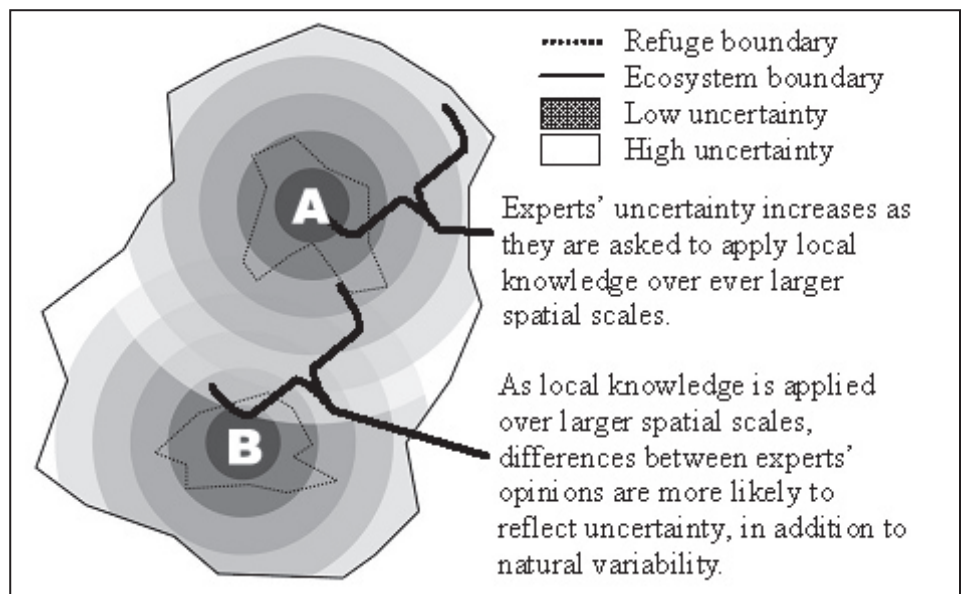 Refuge boundary
Ecosystem boundary
Low uncertainty
High uncertainty
A
Experts' uncertainty increases as
they are asked to apply local
knowledge over ever larger
spatial scales.
As local knowledge is applied
over larger spatial scales,
differences between experts'
opinions are more likely to
reflect uncertainty, in addition to
natural variability.
B